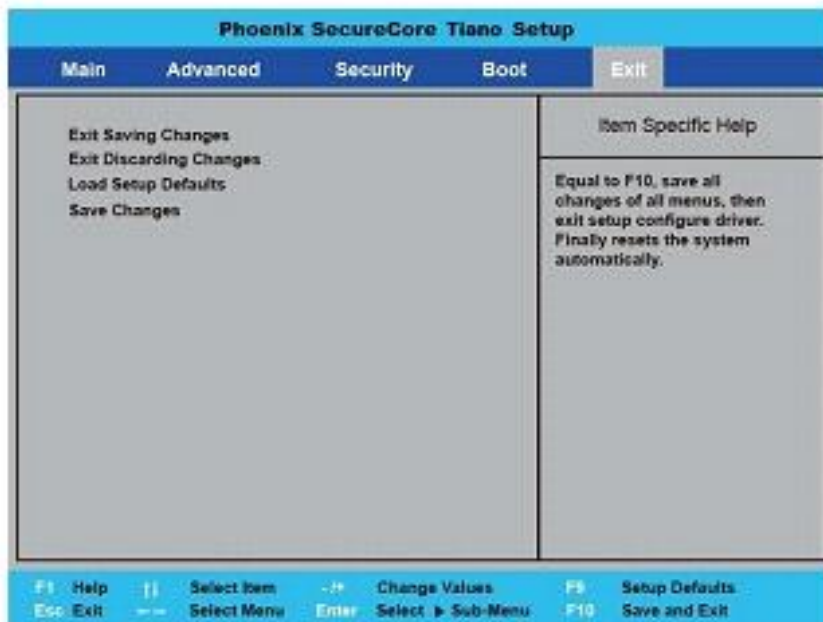 Phoenix SecureCore Tiano Setup
Main Advanced Security Boot Exit
Exit Saving Changes
Exit Discarding Changes
Load Setup Defaults
Save Changes
Item Specific Help
Equal to F10, save all
changes of all menus, then
exit setup configure driver.
Finally resets the system
automatically.
F1 Help ↑↓ Select Item -/+ Change Values F9 Setup Defaults
Esc Exit ←→ Select Menu Enter Select ▶ Sub-Menu F10 Save and Exit